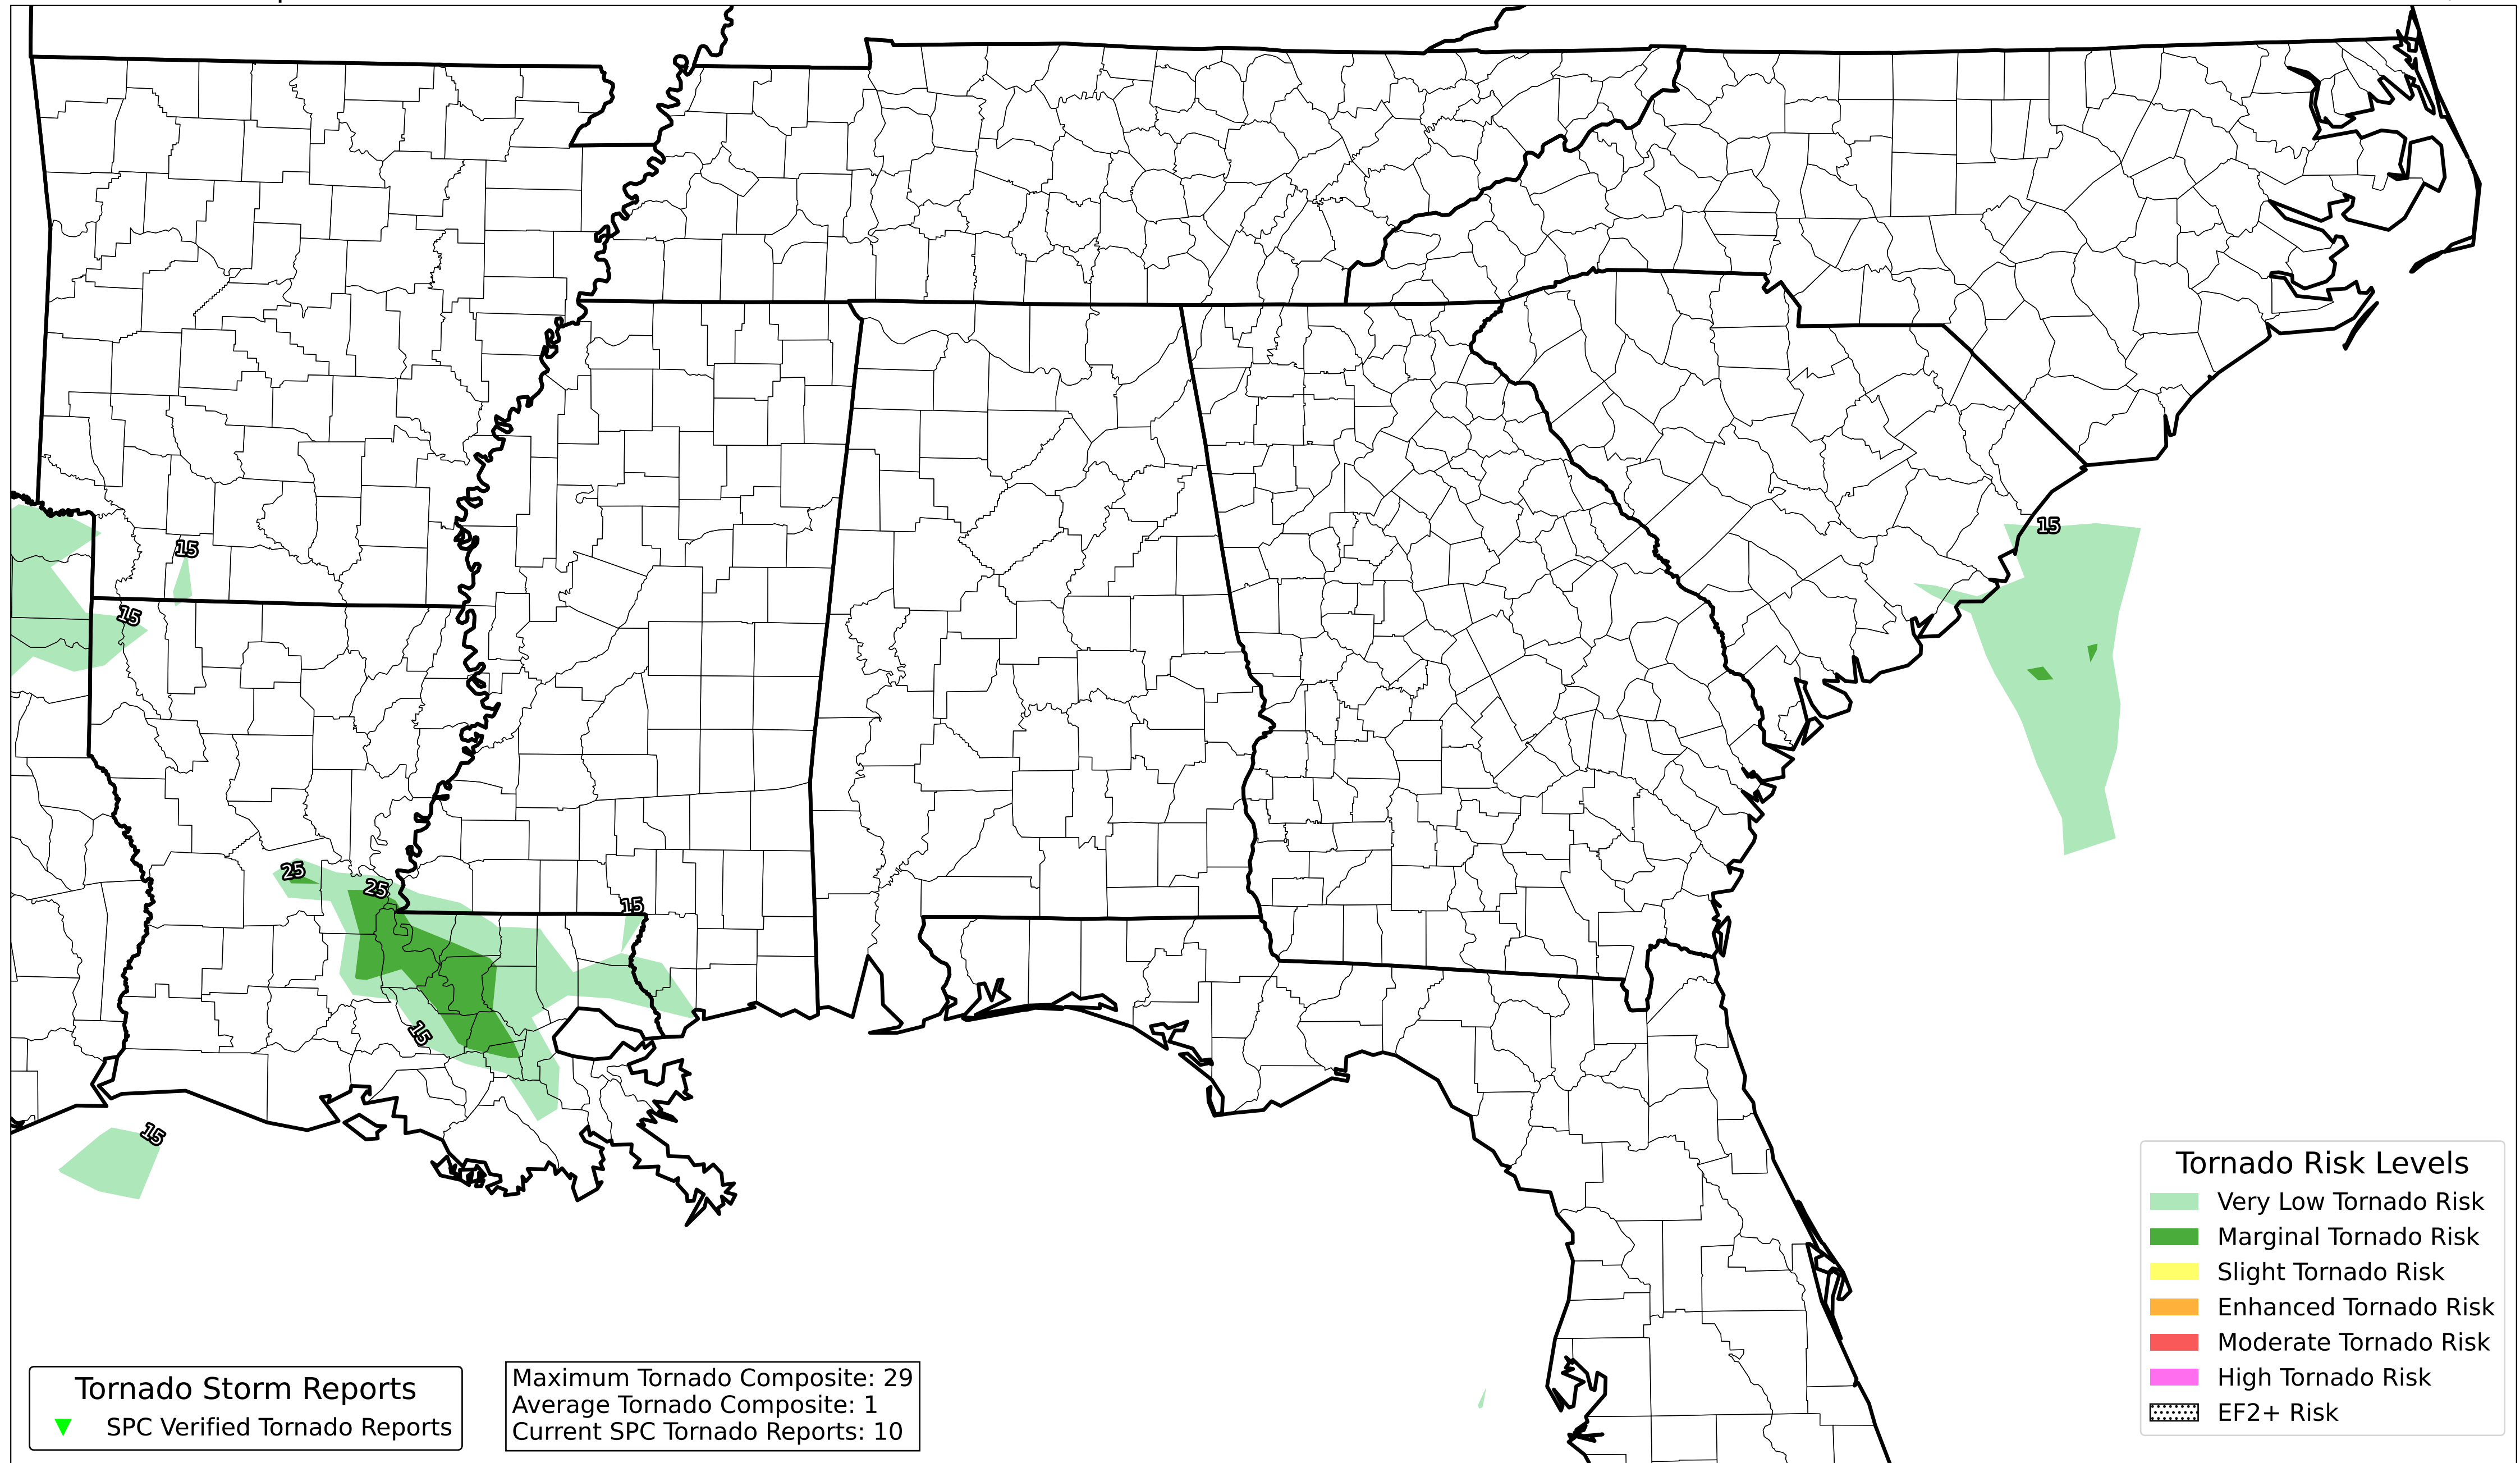 15
15
15
25
25
15
15
15
Tornado Storm Reports
SPC Verified Tornado Reports
Maximum Tornado Composite: 29
Average Tornado Composite: 1
Current SPC Tornado Reports: 10
Tornado Risk Levels
Very Low Tornado Risk
Marginal Tornado Risk
Slight Tornado Risk
Enhanced Tornado Risk
Moderate Tornado Risk
High Tornado Risk
EF2+ Risk